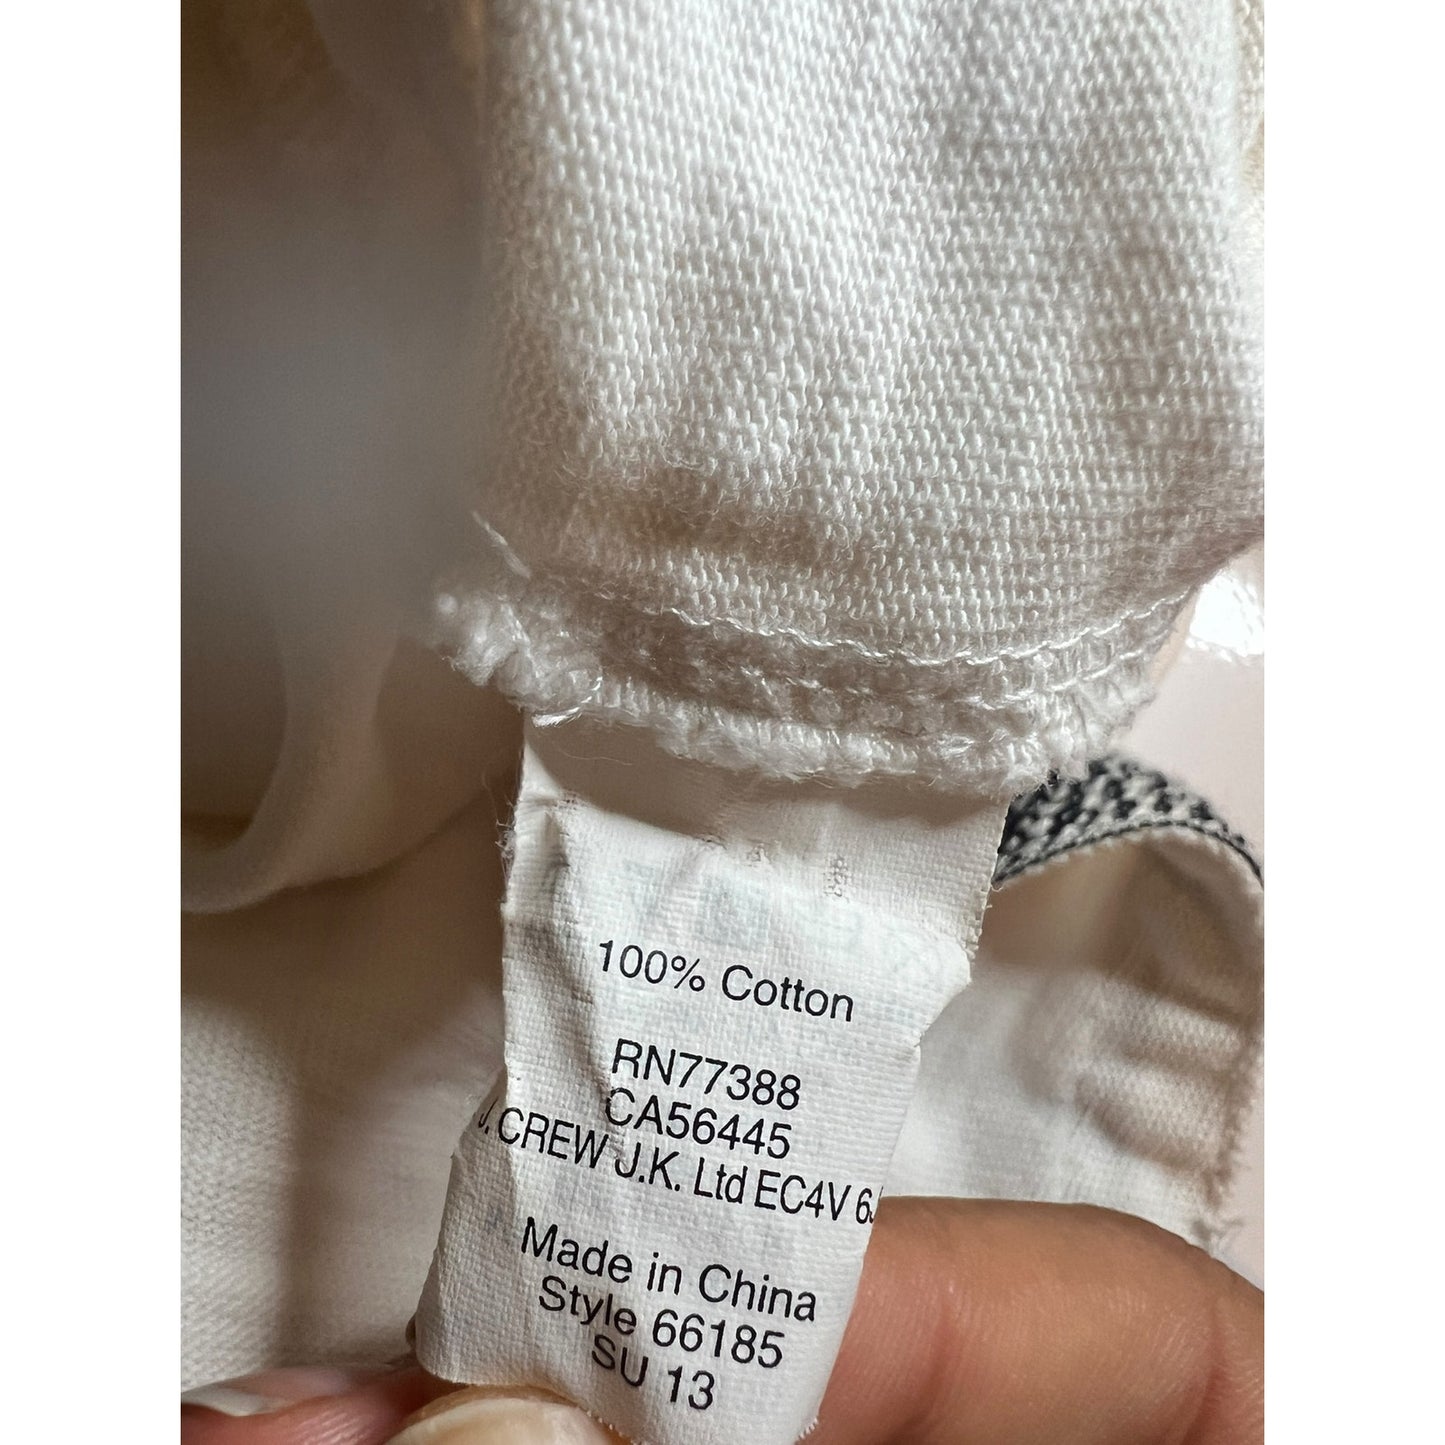 100% Cotton
RN77388
CA56445
J. CREW J.K. Ltd EC4V
Made in China
Style 66185
SU 13